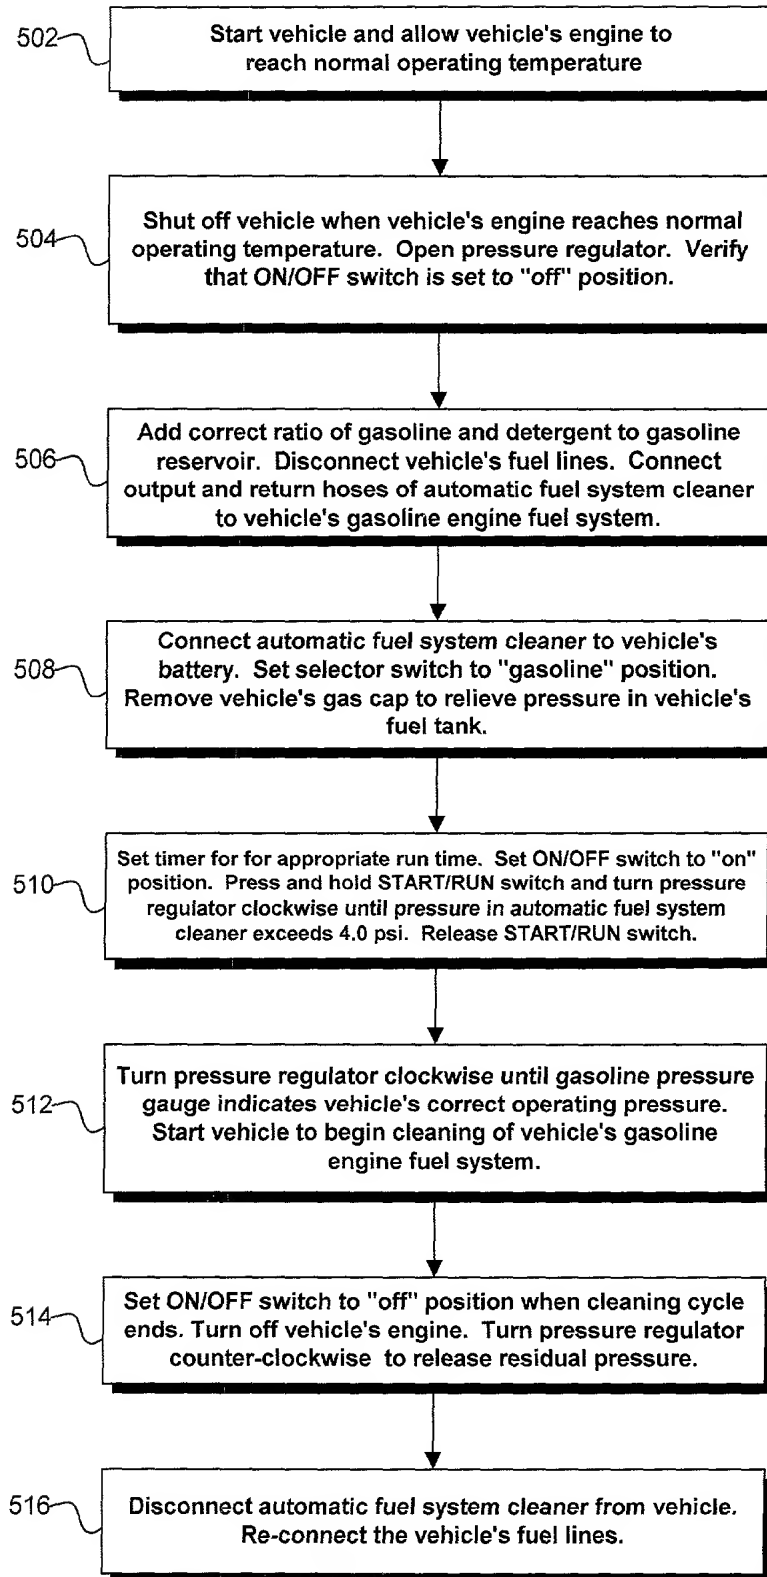 502
Start vehicle and allow vehicle's engine to
reach normal operating temperature
504
Shut off vehicle when vehicle's engine reaches normal
operating temperature. Open pressure regulator. Verify
that ON/OFF switch is set to "off" position.
506
Add correct ratio of gasoline and detergent to gasoline
reservoir. Disconnect vehicle's fuel lines. Connect
output and return hoses of automatic fuel system cleaner
to vehicle's gasoline engine fuel system.
508
Connect automatic fuel system cleaner to vehicle's
battery. Set selector switch to "gasoline" position.
Remove vehicle's gas cap to relieve pressure in vehicle's
fuel tank.
510
Set timer for for appropriate run time. Set ON/OFF switch to "on"
position. Press and hold START/RUN switch and turn pressure
regulator clockwise until pressure in automatic fuel system
cleaner exceeds 4.0 psi. Release START/RUN switch.
512
Turn pressure regulator clockwise until gasoline pressure
gauge indicates vehicle's correct operating pressure.
Start vehicle to begin cleaning of vehicle's gasoline
engine fuel system.
514
Set ON/OFF switch to "off" position when cleaning cycle
ends. Turn off vehicle's engine. Turn pressure regulator
counter-clockwise to release residual pressure.
516
Disconnect automatic fuel system cleaner from vehicle.
Re-connect the vehicle's fuel lines.